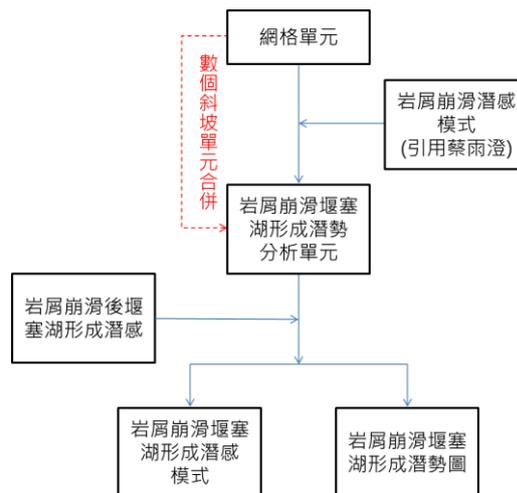 網格單元
數個斜坡單元合併
岩屑崩滑潛感
模式
(引用蔡雨澄)
岩屑崩滑堰塞
湖形成潛勢
分析單元
岩屑崩滑後堰
塞湖形成潛感
岩屑崩滑堰塞
湖形成潛感
模式
岩屑崩滑堰塞
湖形成潛勢圖